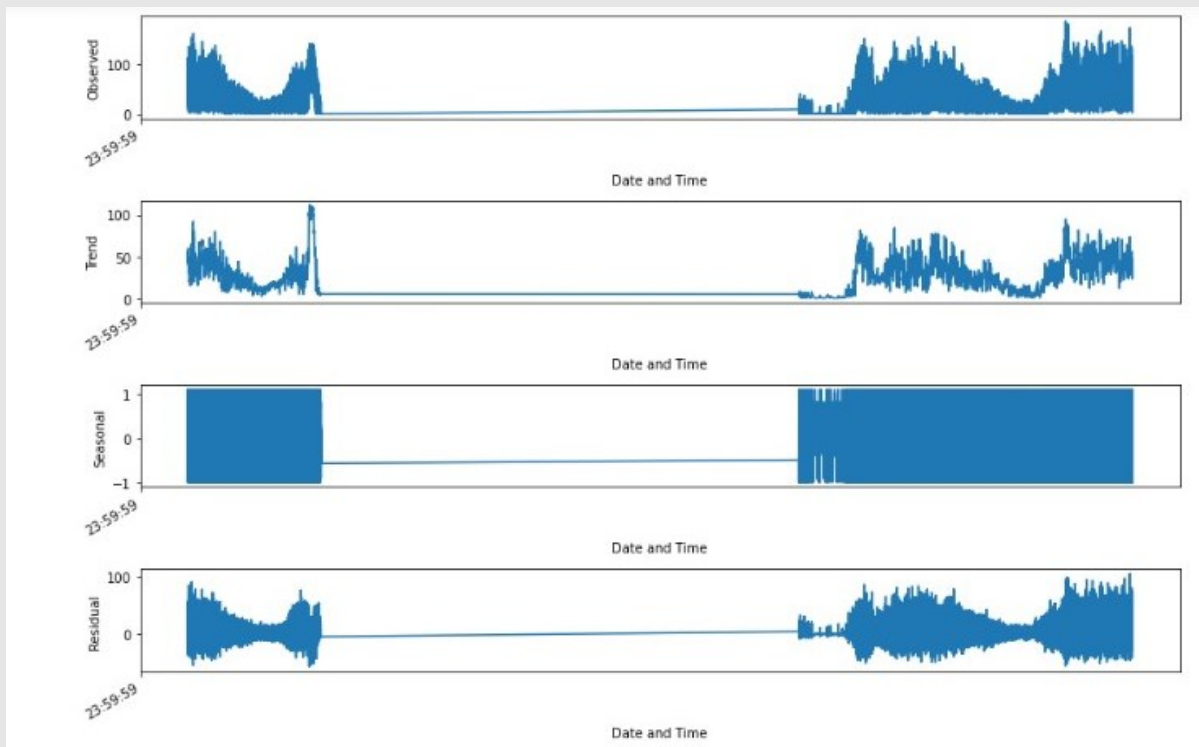 Observed
100
0
23:59:59
Date and Time
Trend
100
50
0
23:59:59
Date and Time
Seasonal
1
0
−1
23:59:59
Date and Time
Residual
100
0
23:59:59
Date and Time